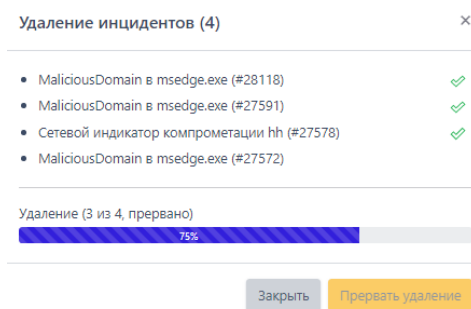 Удаление инцидентов (4)
MaliciousDomain в msedge.exe (#28118)
MaliciousDomain в msedge.exe (#27591)
Сетевой индикатор компрометации hh (#27578)
MaliciousDomain в msedge.exe (#27572)
Удаление (3 из 4, прервано)
75%
Закрыть Прервать удаление